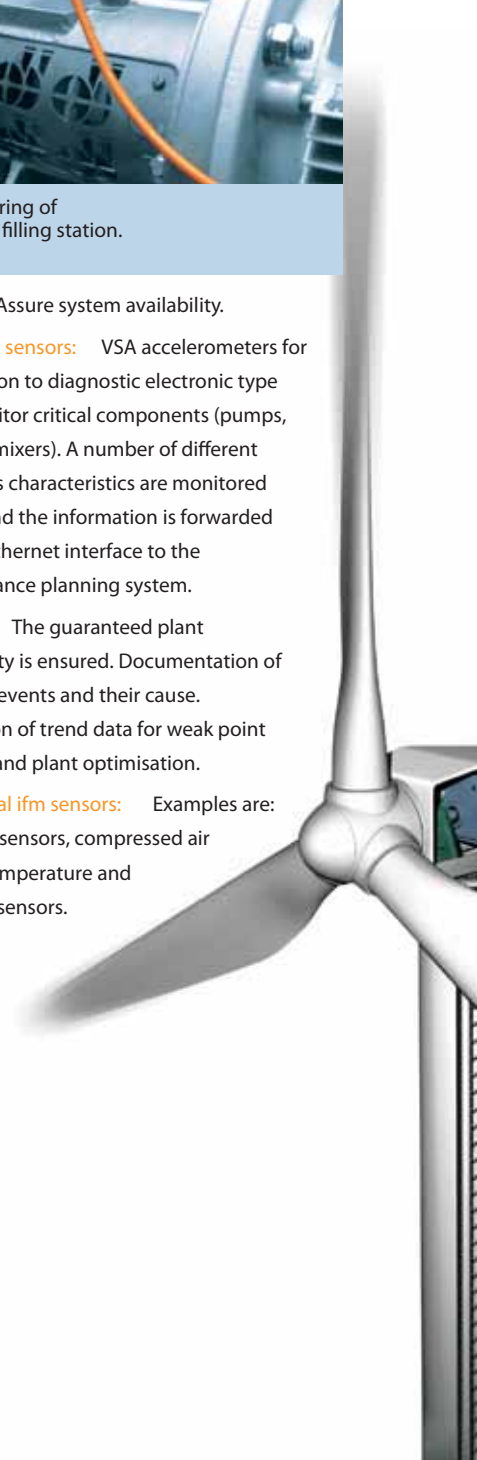 ring of
filling station.
Assure system availability.
sensors: VSA accelerometers for
on to diagnostic electronic type
itor critical components (pumps,
mixers). A number of different
s characteristics are monitored
nd the information is forwarded
thernet interface to the
ance planning system.
The guaranteed plant
ty is ensured. Documentation of
events and their cause.
on of trend data for weak point
and plant optimisation.
al ifm sensors: Examples are:
sensors, compressed air
mperature and
sensors.